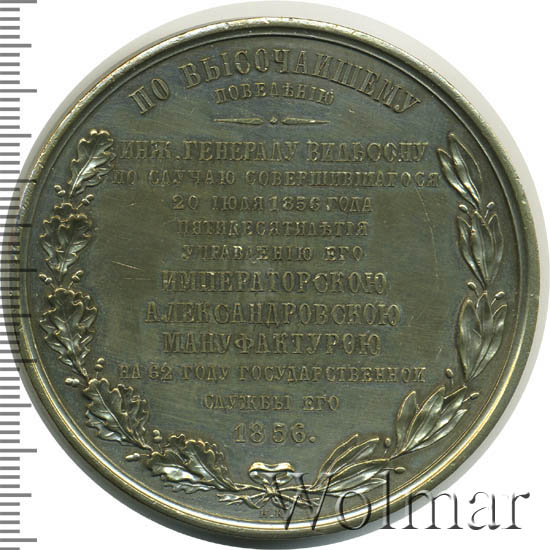 ПО ВЫСОЧАЙШЕМУ
ПОВЕЛѢНІЮ
ИНЖ. ГЕНЕРАЛУ ВИЛЬСОНУ
ПО СЛУЧАЮ СОВЕРШИВШАГОСЯ
20 ІЮЛЯ 1856 ГОДА
ПЯТИДЕСЯТИЛѢТІЯ
УПРАВЛЕНІЮ ЕГО
ИМПЕРАТОРСКОЮ
АЛЕКСАНДРОВСКОЮ
МАНУФАКТУРОЮ
НА 62 ГОДУ ГОСУДАРСТВЕННОЙ
СЛУЖБЫ ЕГО
1856.
Wolmar